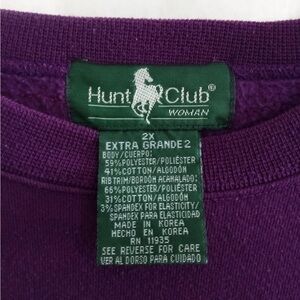 Hunt Club®
WOMAN
2X
EXTRA GRANDE 2
BODY/CUERPO:
59% POLYESTER/POLIÉSTER
41% COTTON/ALGODÓN
RIB TRIM/BORDÓN ACANALADO:
66% POLYESTER/POLIÉSTER
31% COTTON/ALGODÓN
3% SPANDEX FOR ELASTICITY/
SPANDEX PARA ELASTICIDAD
MADE IN KOREA
HECHO EN KOREA
RN 11935
SEE REVERSE FOR CARE
VER AL DORSO PARA CUIDADO